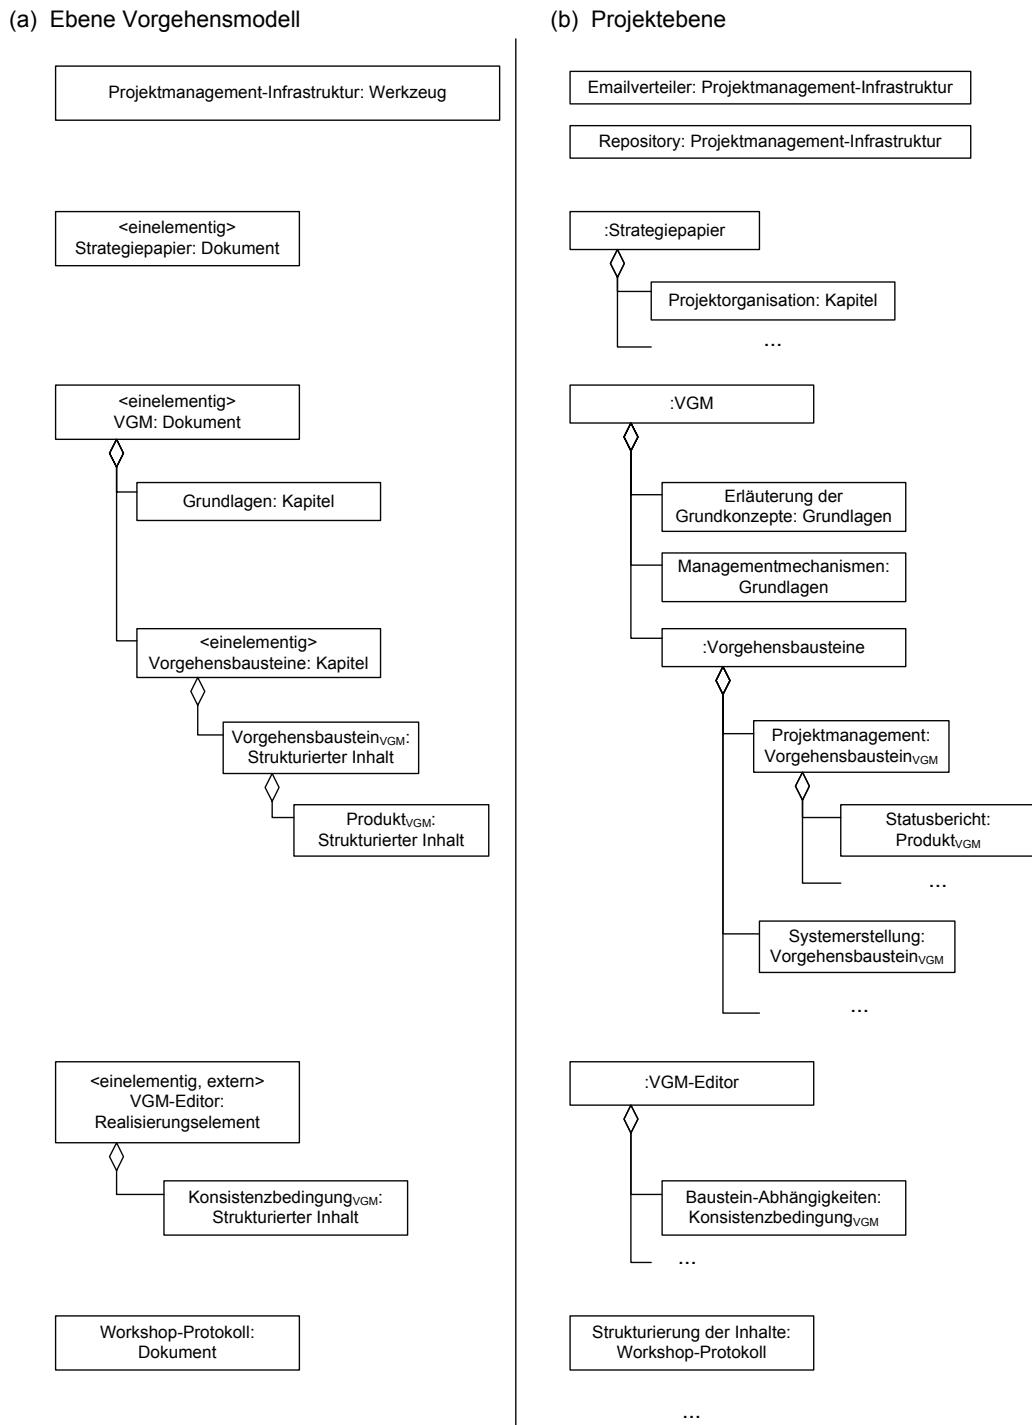 (a) Ebene Vorgehensmodell
Projektmanagement-Infrastruktur: Werkzeug
<einelementig>
Strategiepapier: Dokument
<einelementig>
VGM: Dokument
Grundlagen: Kapitel
<einelementig>
Vorgehensbausteine: Kapitel
VorgehensbausteinVGM:
Strukturierter Inhalt
ProduktVGM:
Strukturierter Inhalt
<einelementig, extern>
VGM-Editor:
Realisierungselement
KonsistenzbedingungVGM:
Strukturierter Inhalt
Workshop-Protokoll:
Dokument
(b) Projektebene
Emailverteiler: Projektmanagement-Infrastruktur
Repository: Projektmanagement-Infrastruktur
:Strategiepapier
Projektorganisation: Kapitel
...
:VGM
Erläuterung der
Grundkonzepte: Grundlagen
Managementmechanismen:
Grundlagen
:Vorgehensbausteine
Projektmanagement:
VorgehensbausteinVGM
Statusbericht:
ProduktVGM
...
Systemerstellung:
VorgehensbausteinVGM
...
:VGM-Editor
Baustein-Abhängigkeiten:
KonsistenzbedingungVGM
...
Strukturierung der Inhalte:
Workshop-Protokoll
...